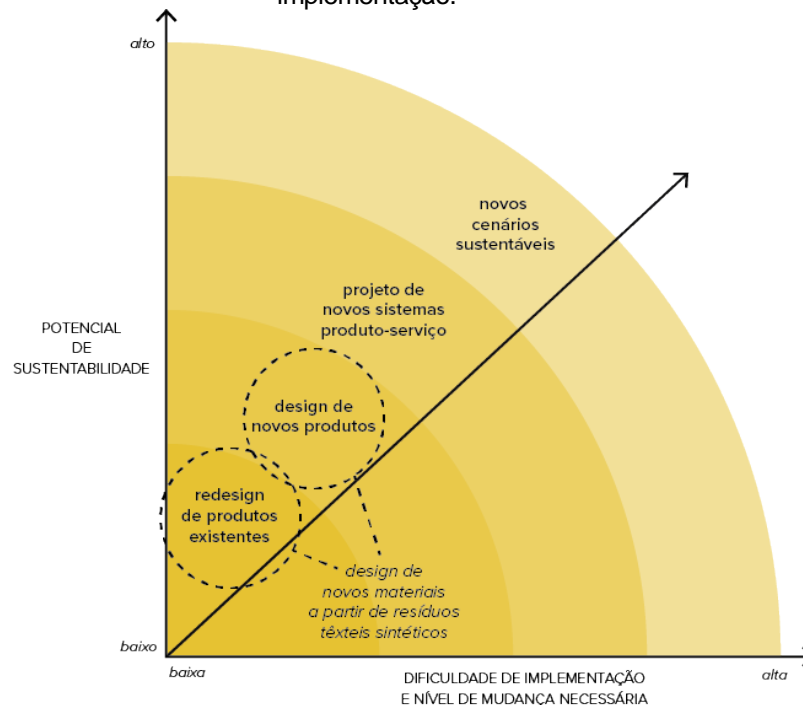 implementação.
alto
novos
cenários
sustentáveis
projeto de
novos sistemas
produto-serviço
POTENCIAL
DE
SUSTENTABILIDADE
design de
novos produtos
redesign
de produtos
existentes
design de
novos materiais
a partir de resíduos
têxteis sintéticos
baixo
baixa
DIFICULDADE DE IMPLEMENTAÇÃO
E NÍVEL DE MUDANÇA NECESSÁRIA
alta